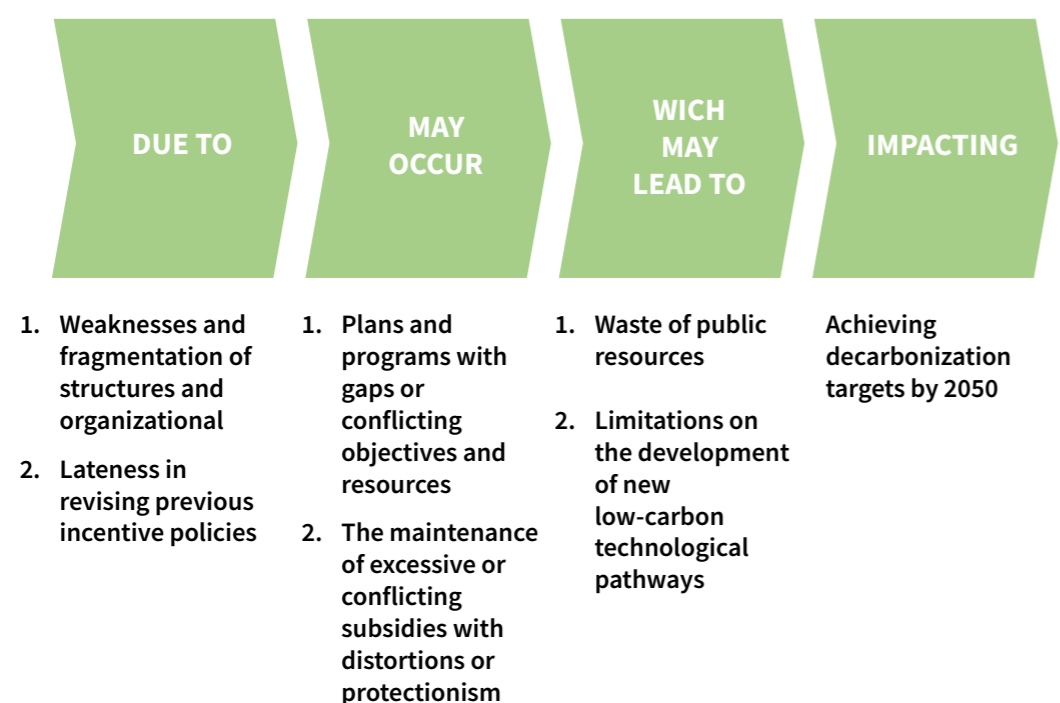 DUE TO
MAY
OCCUR
WICH
MAY
LEAD TO
IMPACTING
1. Weaknesses and
fragmentation of
structures and
organizational
2. Lateness in
revising previous
incentive policies
1. Plans and
programs with
gaps or
conflicting
objectives and
resources
2. The maintenance
of excessive or
conflicting
subsidies with
distortions or
protectionism
1. Waste of public
resources
2. Limitations on
the development
of new
low-carbon
technological
pathways
Achieving
decarbonization
targets by 2050